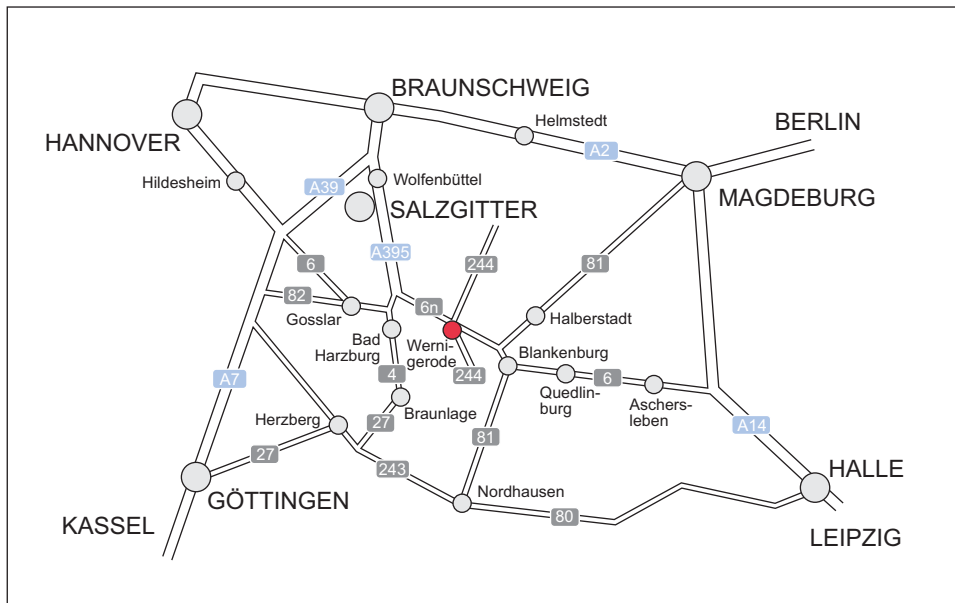 BRAUNSCHWEIG
BERLIN
Helmstedt
HANNOVER
A2
Hildesheim
A39
Wolfenbüttel
MAGDEBURG
SALZGITTER
A395
6
244
81
82
6n
Gosslar
Halberstadt
Bad
Harzburg
Werni-
gerode
Blankenburg
4
244
6
A7
Quedlin-
burg
Aschers-
leben
Braunlage
Herzberg
27
A14
81
27
243
HALLE
GÖTTINGEN
Nordhausen
80
KASSEL
LEIPZIG